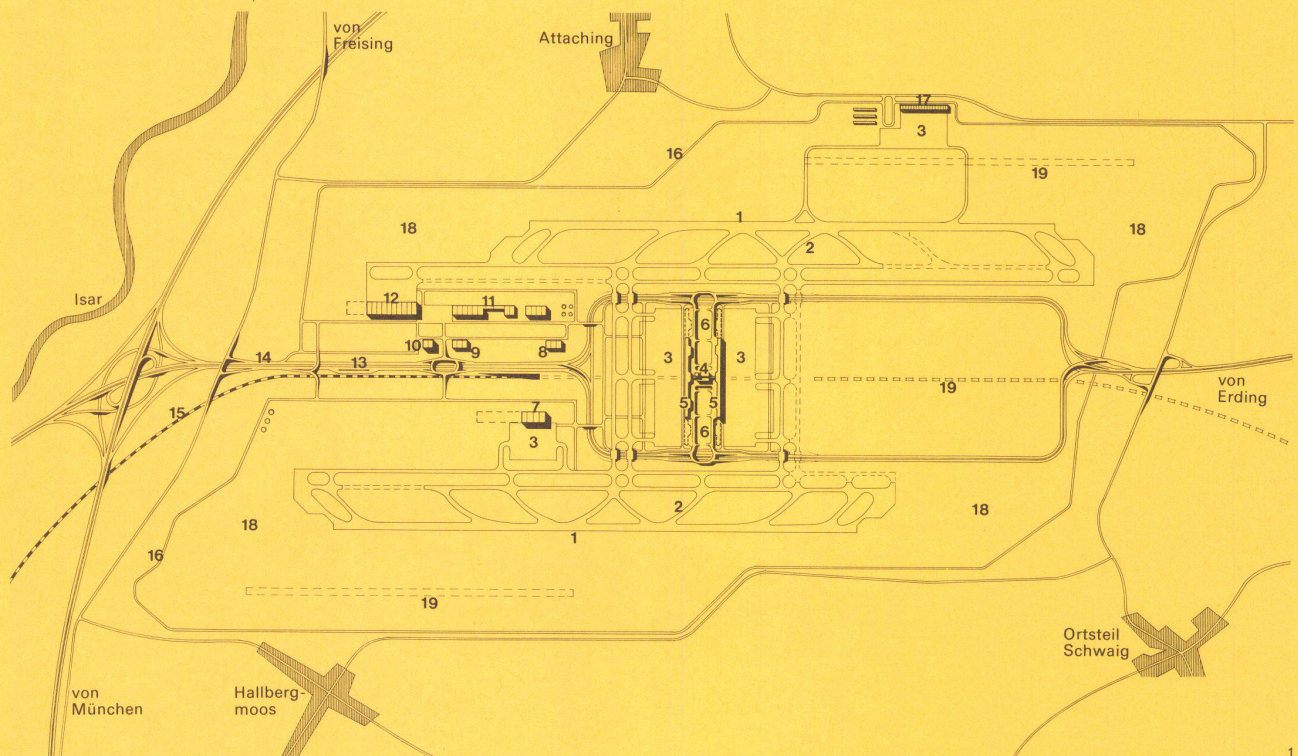 von
Freising
Attaching
17
3
16
19
1
18
18
2
Isar
12
11
6
10
9
8
3
3
14
13
4
19
von
Erding
15
5
5
7
6
3
2
18
18
1
16
19
Ortsteil
Schwaig
von
München
Hallberg-
moos
1